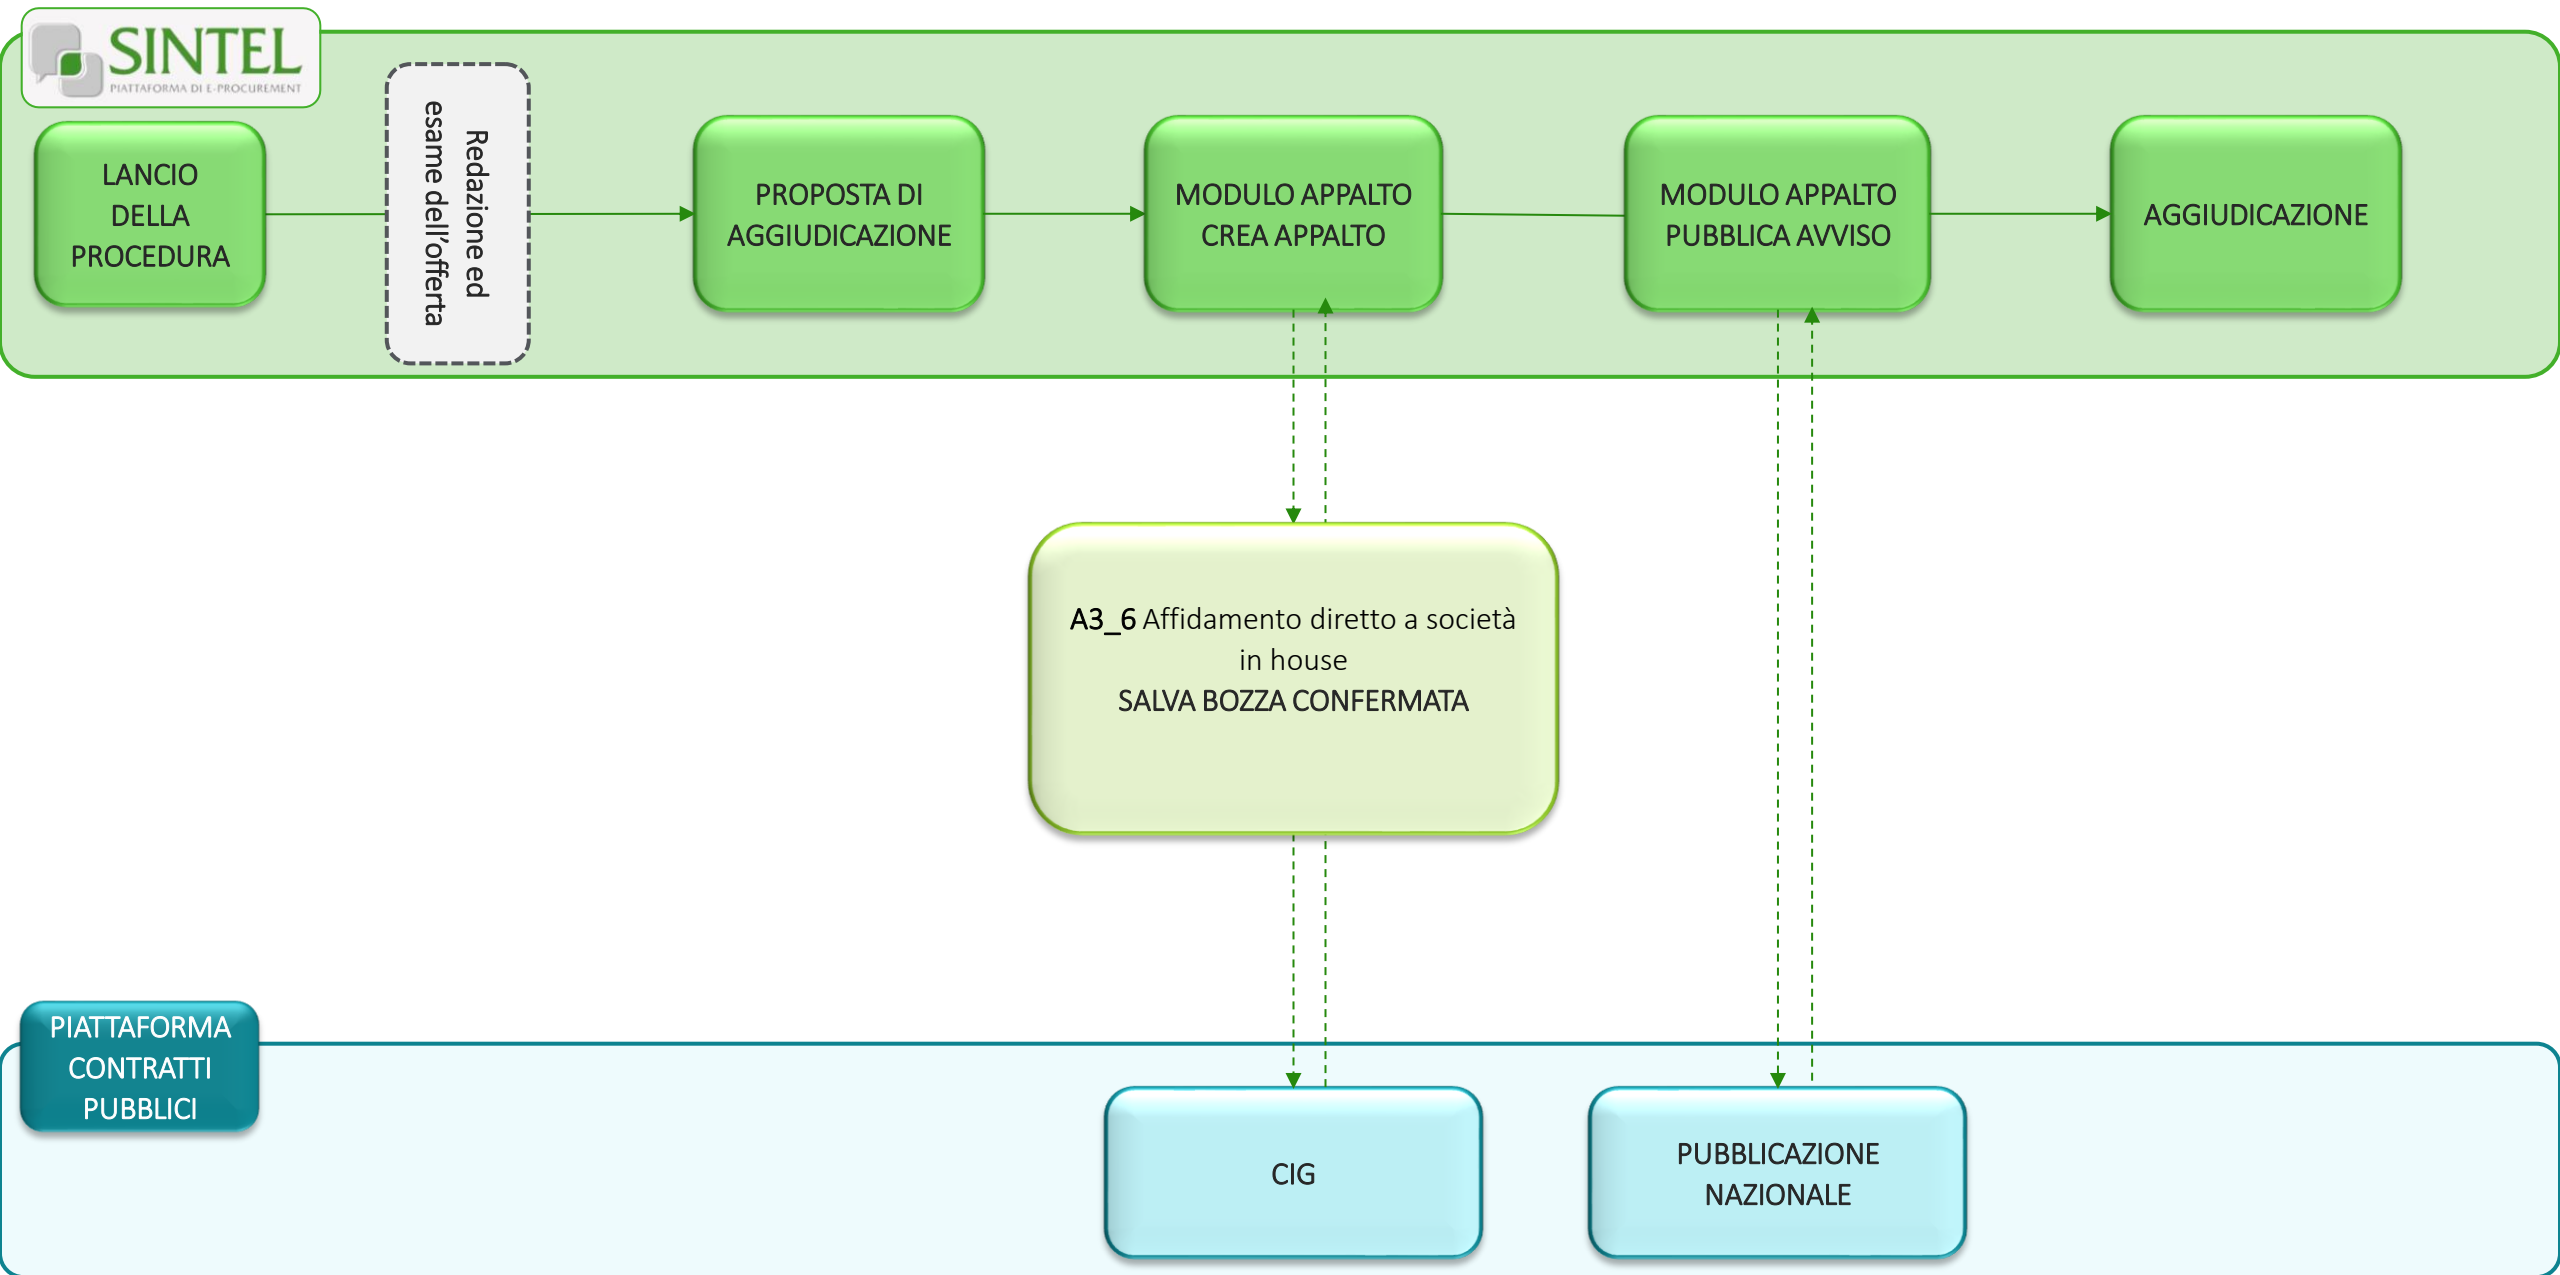 SINTEL
PIATTAFORMA DI E-PROCUREMENT
LANCIO
DELLA
PROCEDURA
Redazione ed
esame dell'offerta
PROPOSTA DI
AGGIUDICAZIONE
MODULO APPALTO
CREA APPALTO
MODULO APPALTO
PUBBLICA AVVISO
AGGIUDICAZIONE
A3_6 Affidamento diretto a società
in house
SALVA BOZZA CONFERMATA
PIATTAFORMA
CONTRATTI
PUBBLICI
CIG
PUBBLICAZIONE
NAZIONALE